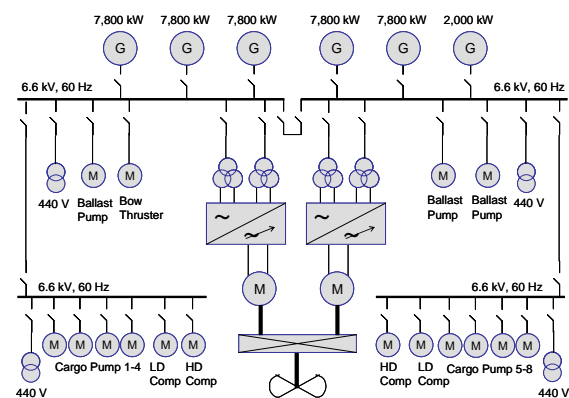 7,800 kW 7,800 kW 7,800 kW 7,800 kW 7,800 kW 2,000 kW
G G G G G G
6.6 kV, 60 Hz 6.6 kV, 60 Hz
M M M M
440 V Ballast Bow Ballast Ballast 440 V
Pump Thruster Pump Pump
~ ~ ~ ~
M M
6.6 kV, 60 Hz 6.6 kV, 60 Hz
M M M M M M M M M M M M
Cargo Pump 1-4 LD HD HD LD Cargo Pump 5-8
Comp Comp Comp Comp
440 V 440 V